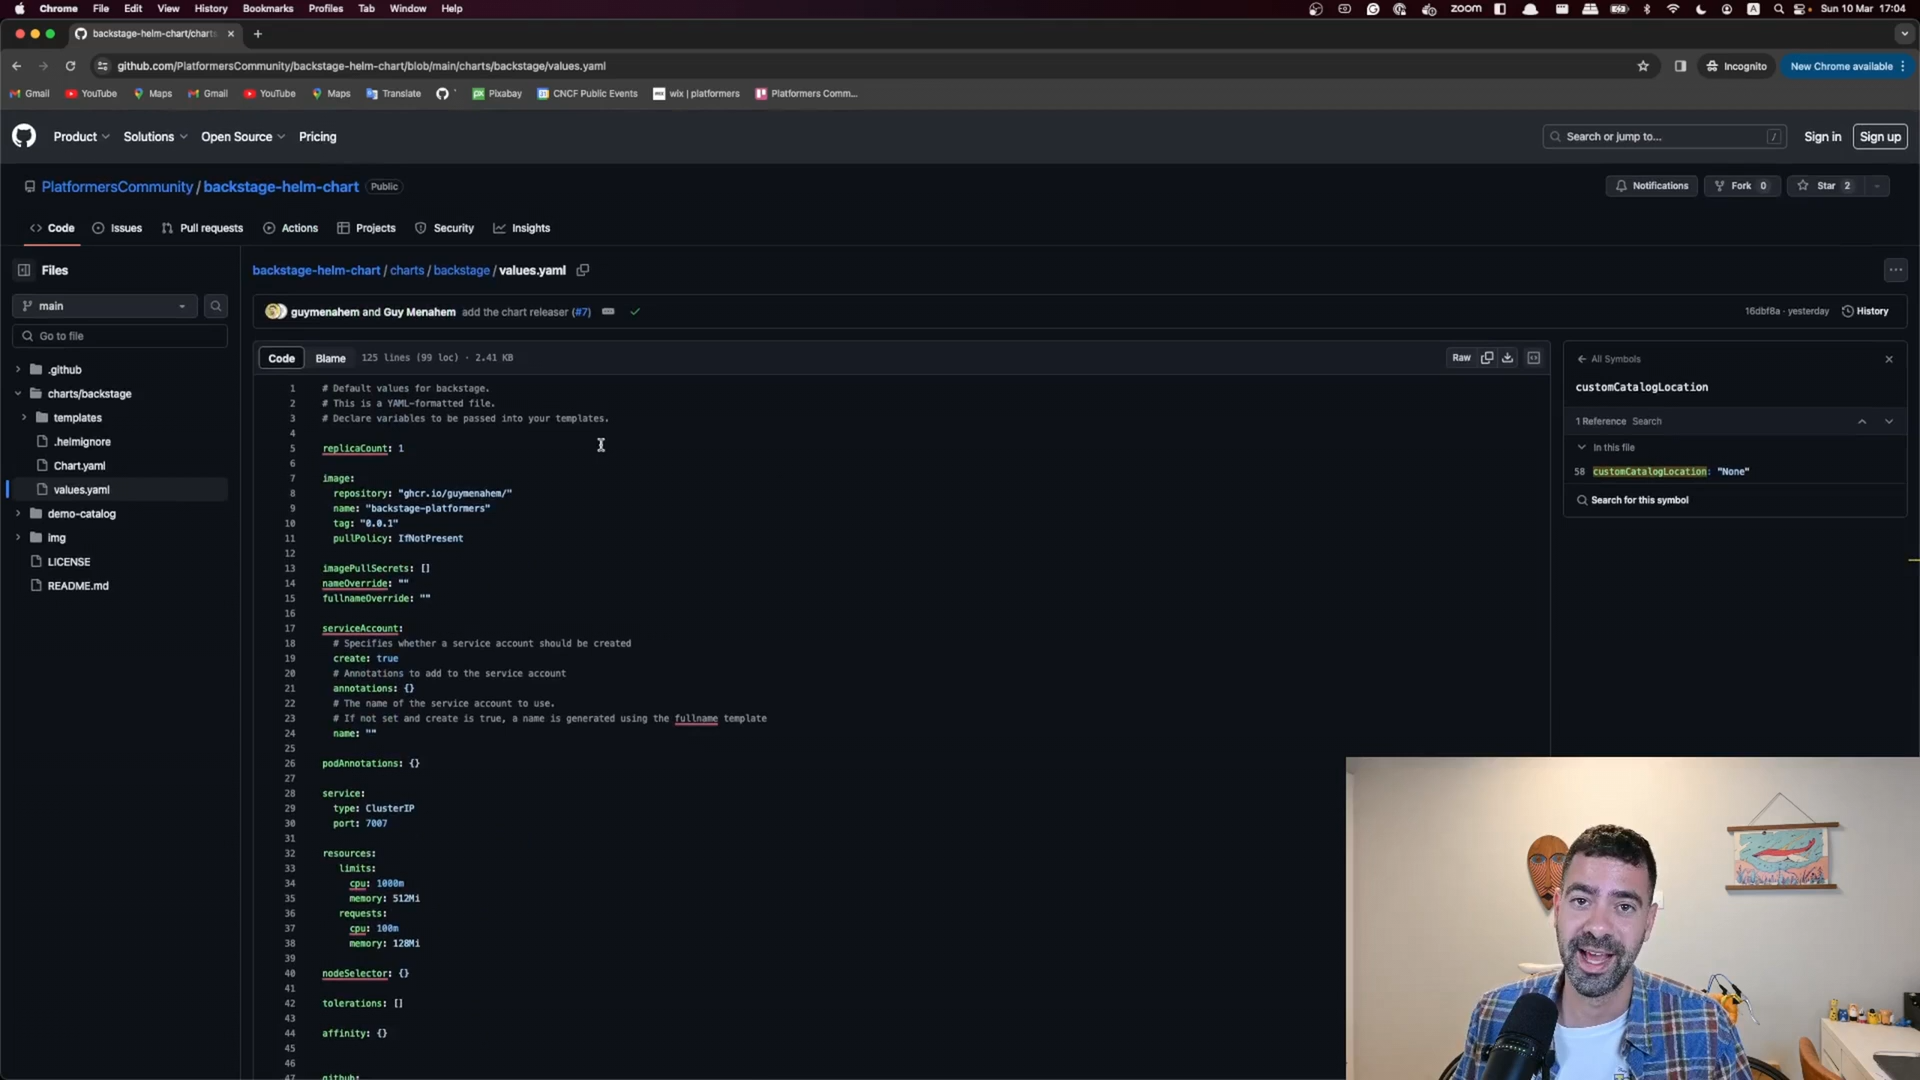 Chrome File Edit View History Bookmarks Profiles Tab Window Help zoom A Sun 10 Mar 17:04
backstage-helm-chart/charts
github.com/PlatformersCommunity/backstage-helm-chart/blob/main/charts/backstage/values.yaml Incognito New Chrome available
Gmail YouTube Maps Gmail YouTube Maps Translate Pixabay CNCF Public Events wix | platformers Platformers Comm...
Product Solutions Open Source Pricing Search or jump to... / Sign in Sign up
PlatformersCommunity / backstage-helm-chart Public Notifications Fork 0 Star 2
Code Issues Pull requests Actions Projects Security Insights
Files
main
Go to file
.github
charts/backstage
templates
.helmignore
Chart.yaml
values.yaml
demo-catalog
img
LICENSE
README.md
backstage-helm-chart / charts / backstage / values.yaml
guymenahem and Guy Menahem add the chart releaser (#7) 16dbf8a · yesterday History
Code Blame 125 lines (99 loc) · 2.41 KB Raw
1 # Default values for backstage.
2 # This is a YAML-formatted file.
3 # Declare variables to be passed into your templates.
4
5 replicaCount: 1
6
7 image:
8 repository: "ghcr.io/guymenahem/"
9 name: "backstage-platformers"
10 tag: "0.0.1"
11 pullPolicy: IfNotPresent
12
13 imagePullSecrets: []
14 nameOverride: ""
15 fullnameOverride: ""
16
17 serviceAccount:
18 # Specifies whether a service account should be created
19 create: true
20 # Annotations to add to the service account
21 annotations: {}
22 # The name of the service account to use.
23 # If not set and create is true, a name is generated using the fullname template
24 name: ""
25
26 podAnnotations: {}
27
28 service:
29 type: ClusterIP
30 port: 7007
31
32 resources:
33 limits:
34 cpu: 1000m
35 memory: 512Mi
36 requests:
37 cpu: 100m
38 memory: 128Mi
39
40 nodeSelector: {}
41
42 tolerations: []
43
44 affinity: {}
45
46
47 github:
All Symbols
customCatalogLocation
1 Reference Search
In this file
58 customCatalogLocation: "None"
Search for this symbol